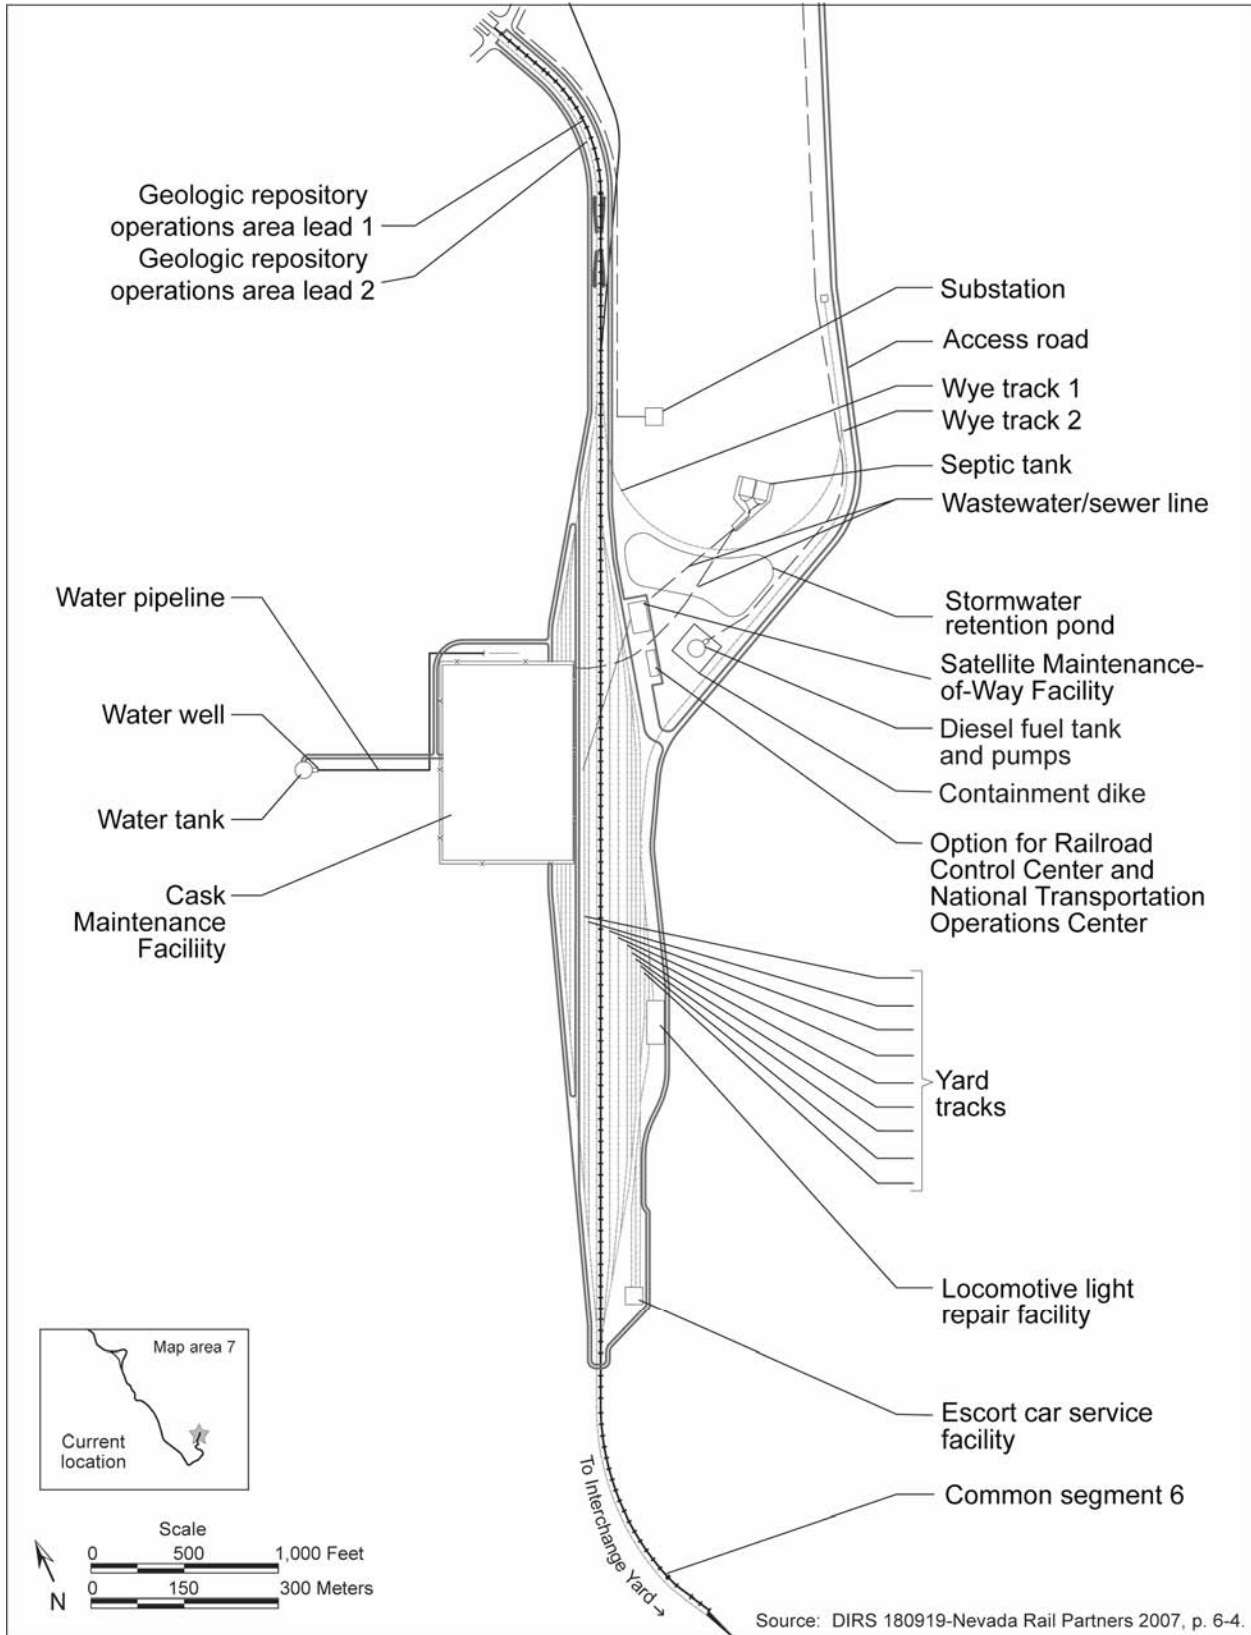 Geologic repository
operations area lead 1
Geologic repository
operations area lead 2
Substation
Access road
Wye track 1
Wye track 2
Septic tank
Wastewater/sewer line
Water pipeline
Stormwater
retention pond
Satellite Maintenance-
of-Way Facility
Water well
Diesel fuel tank
and pumps
Containment dike
Water tank
Option for Railroad
Control Center and
National Transportation
Operations Center
Cask
Maintenance
Faciliity
Yard
tracks
Locomotive light
repair facility
Map area 7
Current
location
Escort car service
facility
To Interchange Yard →
Common segment 6
Scale
0 500 1,000 Feet
0 150 300 Meters
N
Source: DIRS 180919-Nevada Rail Partners 2007, p. 6-4.